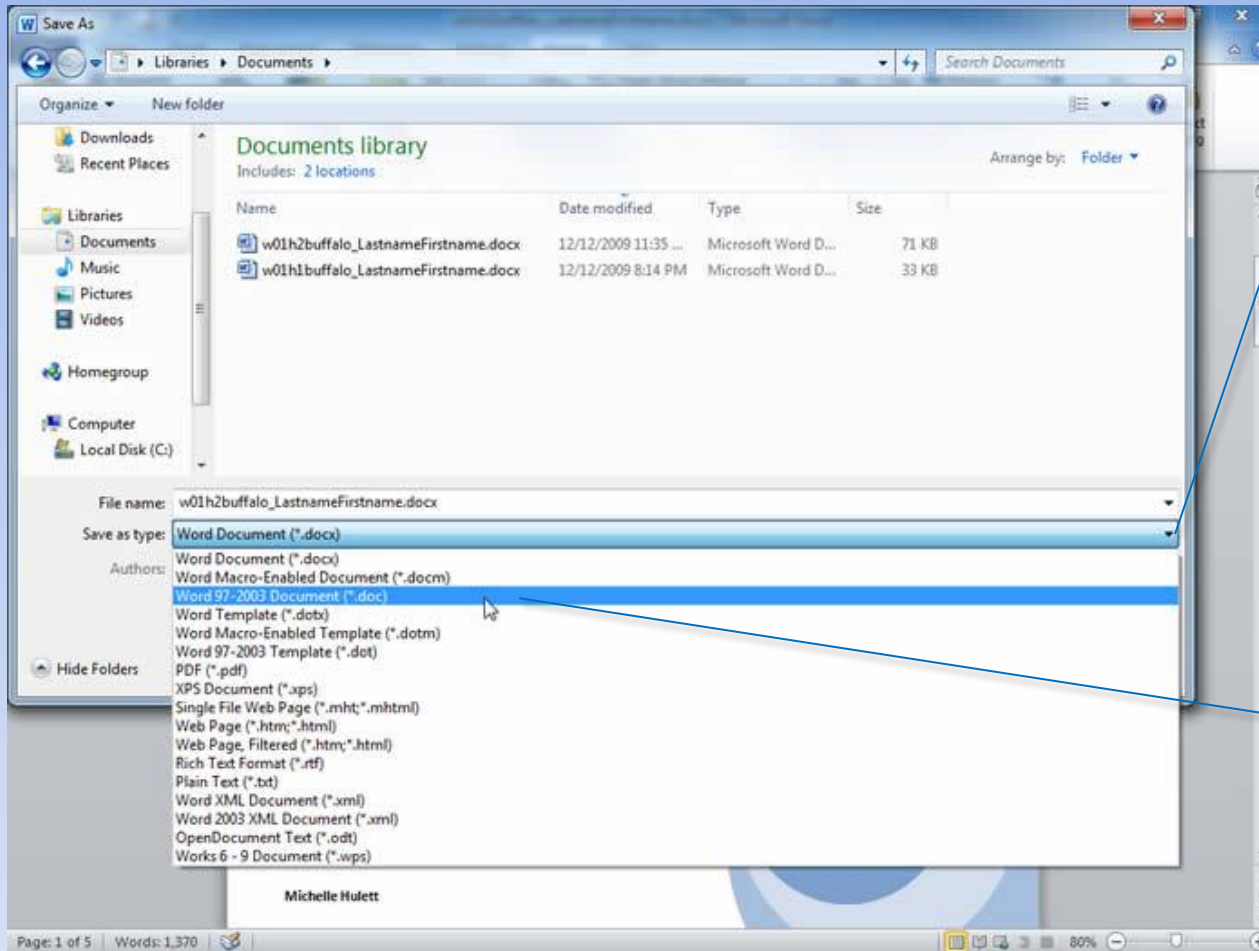 Save As
Libraries Documents
Search Documents
Organize New folder
Downloads
Recent Places
Libraries
Documents
Music
Pictures
Videos
Homegroup
Computer
Local Disk (C:)
Documents library
Includes: 2 locations
Arrange by: Folder
Name Date modified Type Size
w01h2buffalo_LastnameFirstname.docx 12/12/2009 11:35 ... Microsoft Word D... 71 KB
w01h1buffalo_LastnameFirstname.docx 12/12/2009 8:14 PM Microsoft Word D... 33 KB
File name: w01h2buffalo_LastnameFirstname.docx
Save as type: Word Document (*.docx)
Authors:
Word Document (*.docx)
Word Macro-Enabled Document (*.docm)
Word 97-2003 Document (*.doc)
Word Template (*.dotx)
Word Macro-Enabled Template (*.dotm)
Word 97-2003 Template (*.dot)
PDF (*.pdf)
XPS Document (*.xps)
Single File Web Page (*.mht;*.mhtml)
Web Page (*.htm;*.html)
Web Page, Filtered (*.htm;*.html)
Rich Text Format (*.rtf)
Plain Text (*.txt)
Word XML Document (*.xml)
Word 2003 XML Document (*.xml)
OpenDocument Text (*.odt)
Works 6 - 9 Document (*.wps)
Hide Folders
Michelle Hulett
Page: 1 of 5 Words: 1,370 80%